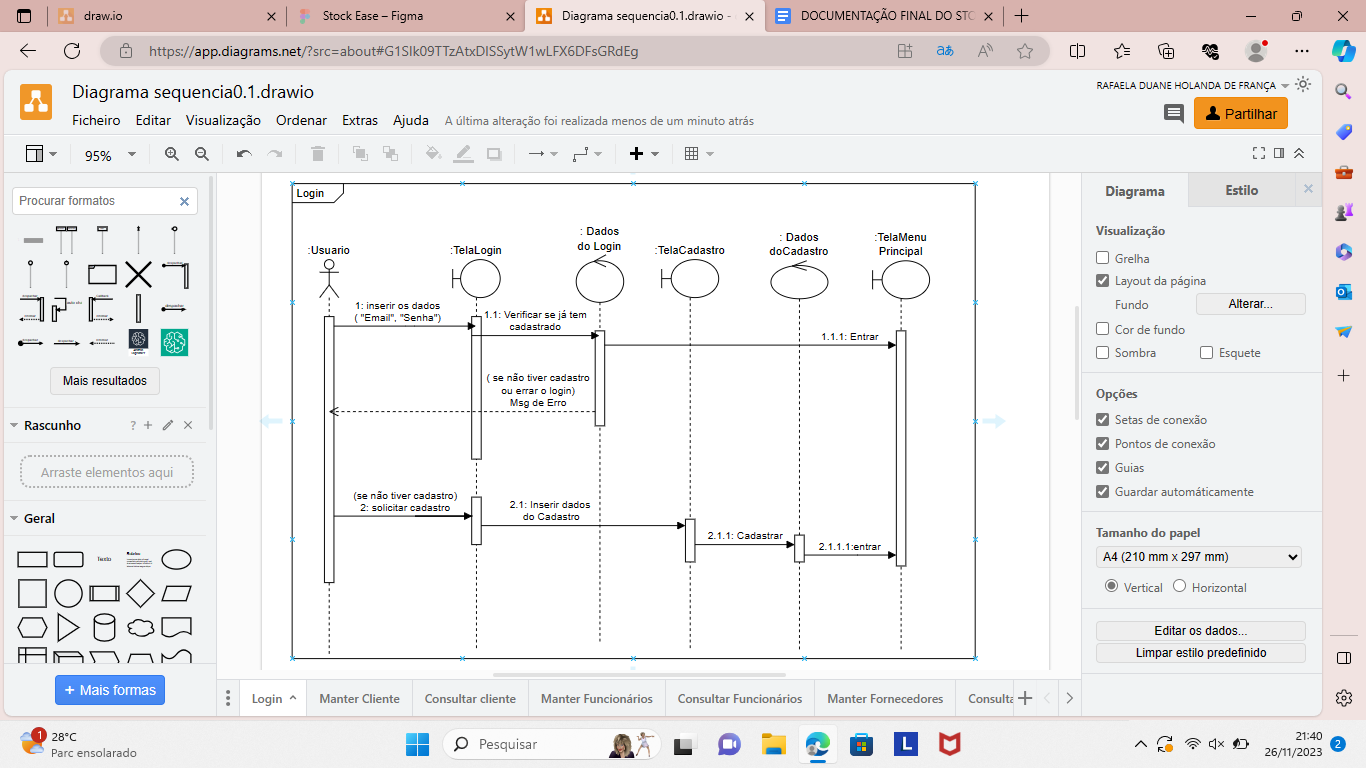 draw.io
Stock Ease – Figma
Diagrama sequencia0.1.drawio -
DOCUMENTAÇÃO FINAL DO STC
https://app.diagrams.net/?src=about#G1SIk09TTzAtxDISSytW1wLFX6DFsGRdEg
Diagrama sequencia0.1.drawio
RAFAELA DUANE HOLANDA DE FRANÇA
Ficheiro Editar Visualização Ordenar Extras Ajuda A última alteração foi realizada menos de um minuto atrás
Partilhar
95%
Procurar formatos
Mais resultados
Rascunho
Arraste elementos aqui
Geral
Texto
+ Mais formas
Login
:Usuario
:TelaLogin
: Dados
do Login
:TelaCadastro
: Dados
doCadastro
:TelaMenu
Principal
1: inserir os dados
( "Email", "Senha")
1.1: Verificar se já tem
cadastrado
1.1.1: Entrar
( se não tiver cadastro
ou errar o login)
Msg de Erro
(se não tiver cadastro)
2: solicitar cadastro
2.1: Inserir dados
do Cadastro
2.1.1: Cadastrar
2.1.1.1:entrar
Login Manter Cliente Consultar cliente Manter Funcionários Consultar Funcionários Manter Fornecedores Consulta
Diagrama Estilo
Visualização
Grelha
Layout da página
Fundo Alterar...
Cor de fundo
Sombra Esquete
Opções
Setas de conexão
Pontos de conexão
Guias
Guardar automáticamente
Tamanho do papel
A4 (210 mm x 297 mm)
Vertical Horizontal
Editar os dados...
Limpar estilo predefinido
1
28°C
Parc ensolarado
Pesquisar
L
21:40
26/11/2023
2